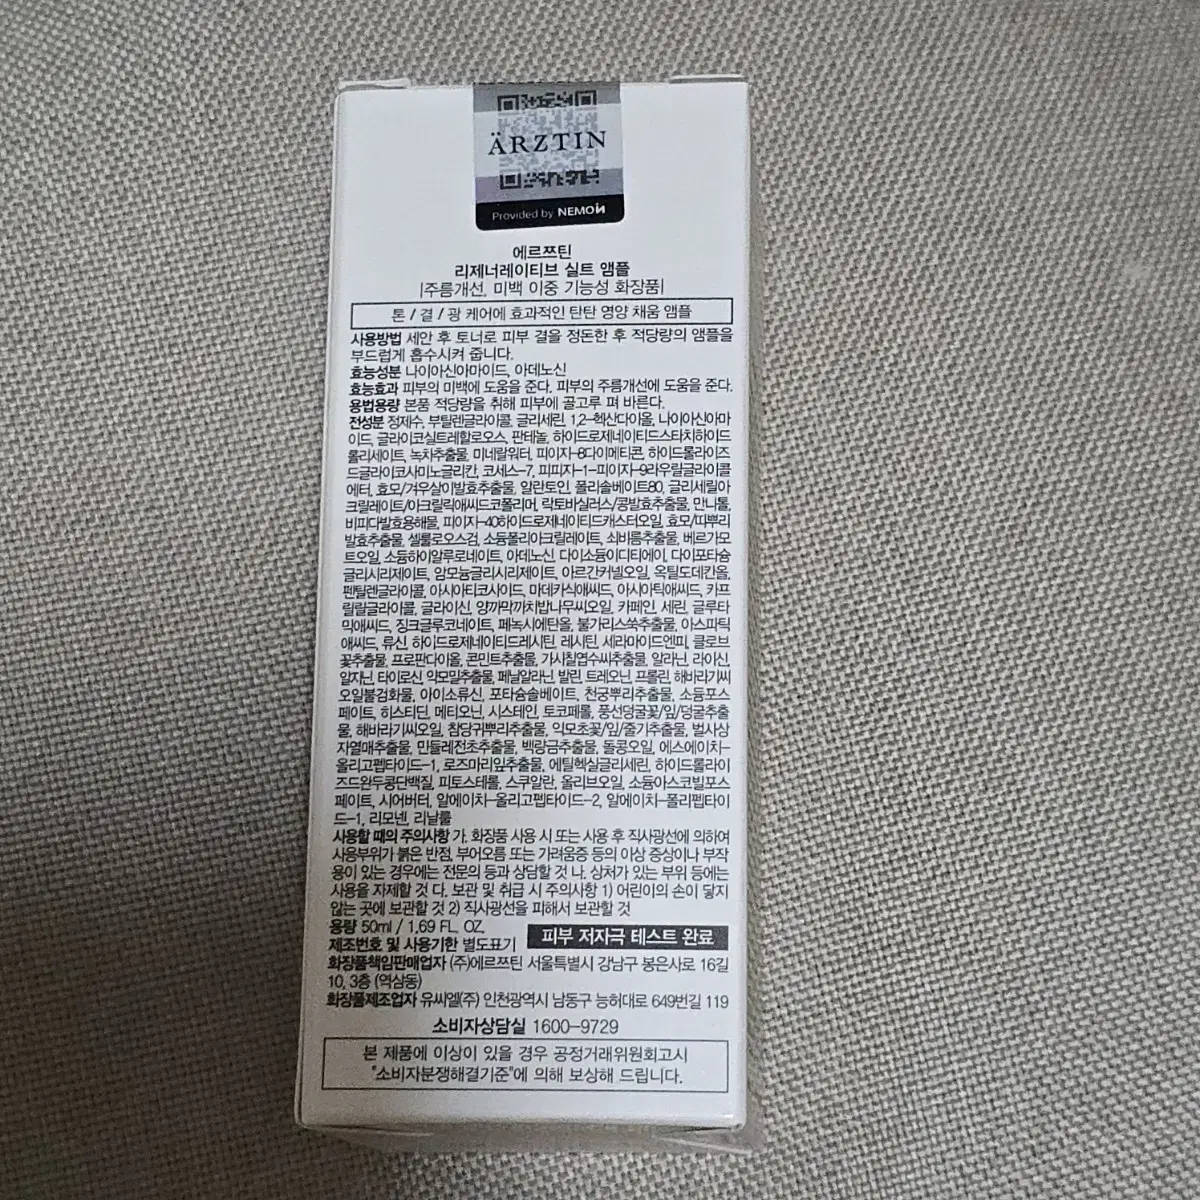 ÄRZTIN
Provided by NEMOИ
에르쯔틴
리제너레이티브 실트 앰플
|주름개선, 미백 이중 기능성 화장품|
톤 / 결 / 광 케어에 효과적인 탄탄 영양 채움 앰플
사용방법 세안 후 토너로 피부 결을 정돈한 후 적당량의 앰플을
부드럽게 흡수시켜 줍니다.
효능성분 나이아신아마이드, 아데노신
효능효과 피부의 미백에 도움을 준다. 피부의 주름개선에 도움을 준다.
용법용량 본품 적당량을 취해 피부에 골고루 펴 바른다.
전성분 정제수, 부틸렌글라이콜, 글리세린, 1,2-헥산다이올, 나이아신아마
이드, 글라이코실트레할로오스, 판테놀, 하이드로제네이티드스타치하이드
롤리세이트, 녹차추출물, 미네랄워터, 피이지-8다이메티콘, 하이드롤라이즈
드글라이코사미노글리칸, 코세스-7, 피피지-1-피이지-9라우릴글라이콜
에터, 효모/겨우살이발효추출물, 알란토인, 폴리솔베이트80, 글리세릴아
크릴레이트/아크릴릭애씨드코폴리머, 락토바실러스/콩발효추출물, 만니톨,
비피다발효용해물, 피이지-40하이드로제네이티드캐스터오일, 효모/띠뿌리
발효추출물, 셀룰로오스검, 소듐폴리아크릴레이트, 쇠비름추출물, 베르가모
트오일, 소듐하이알루로네이트, 아데노신, 다이소듐이디티에이, 다이포타슘
글리시리제이트, 암모늄글리시리제이트, 아르간커넬오일, 옥틸도데칸올,
펜틸렌글라이콜, 아시아티코사이드, 마데카식애씨드, 아시아틱애씨드, 카프
릴릴글라이콜, 글라이신, 양까막까치밥나무씨오일, 카페인, 세린, 글루타
믹애씨드, 징크글루코네이트, 페녹시에탄올, 불가리스쑥추출물, 아스파틱
애씨드, 류신, 하이드로제네이티드레시틴, 레시틴, 세라마이드엔피, 클로브
꽃추출물, 프로판다이올, 콘민트추출물, 가시칠엽수씨추출물, 알라닌, 라이신,
알지닌, 타이로신, 악모밀추출물, 페닐알라닌, 발린, 트레오닌, 프롤린, 해바라기씨
오일불검화물, 아이소류신, 포타슘솔베이트, 천궁뿌리추출물, 소듐포스
페이트, 히스티딘, 메티오닌, 시스테인, 토코페롤, 풍선덩굴꽃/잎/덩굴추출
물, 해바라기씨오일, 참당귀뿌리추출물, 익모초꽃/잎/줄기추출물, 벌사상
자열매추출물, 민들레전초추출물, 백량금추출물, 돌콩오일, 에스에이치-
올리고펩타이드-1, 로즈마리잎추출물, 에틸헥실글리세린, 하이드롤라이
즈드완두콩단백질, 피토스테롤, 스쿠알란, 올리브오일, 소듐아스코빌포스
페이트, 시어버터, 알에이치-올리고펩타이드-2, 알에이치-폴리펩타이
드-1, 리모넨, 리날룰
사용할 때의 주의사항 가. 화장품 사용 시 또는 사용 후 직사광선에 의하여
사용부위가 붉은 반점, 부어오름 또는 가려움증 등의 이상 증상이나 부작
용이 있는 경우에는 전문의 등과 상담할 것 나. 상처가 있는 부위 등에는
사용을 자제할 것 다. 보관 및 취급 시 주의사항 1) 어린이의 손이 닿지
않는 곳에 보관할 것 2) 직사광선을 피해서 보관할 것
용량 50ml / 1.69 FL. OZ.
제조번호 및 사용기한 별도표기 피부 저자극 테스트 완료
화장품책임판매업자 (주)에르쯔틴 서울특별시 강남구 봉은사로 16길
10, 3층 (역삼동)
화장품제조업자 유씨엘(주) 인천광역시 남동구 능허대로 649번길 119
소비자상담실 1600-9729
본 제품에 이상이 있을 경우 공정거래위원회고시
"소비자분쟁해결기준"에 의해 보상해 드립니다.